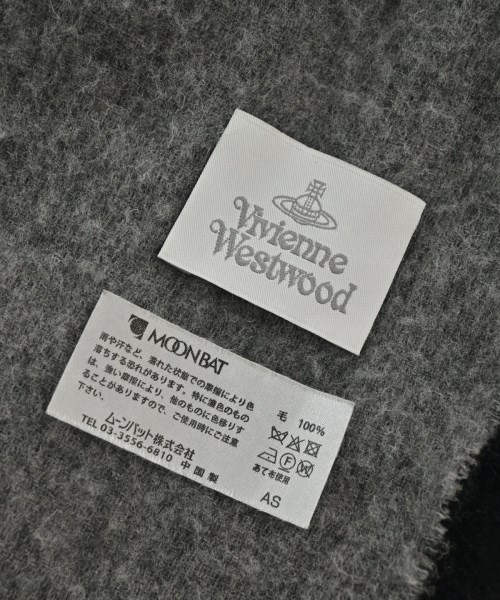 Vivienne
Westwood
MOONBAT
雨や汗など、濡れた状態での摩擦により色
落ちする恐れがあります。特に濃色のもの
は、強い摩擦により、他のものに色移りす
ることがありますので、ご使用時にご注意
下さい。
ムーンバット株式会社
TEL 03-3556-6810 中国製
毛 100%
あて布使用
AS